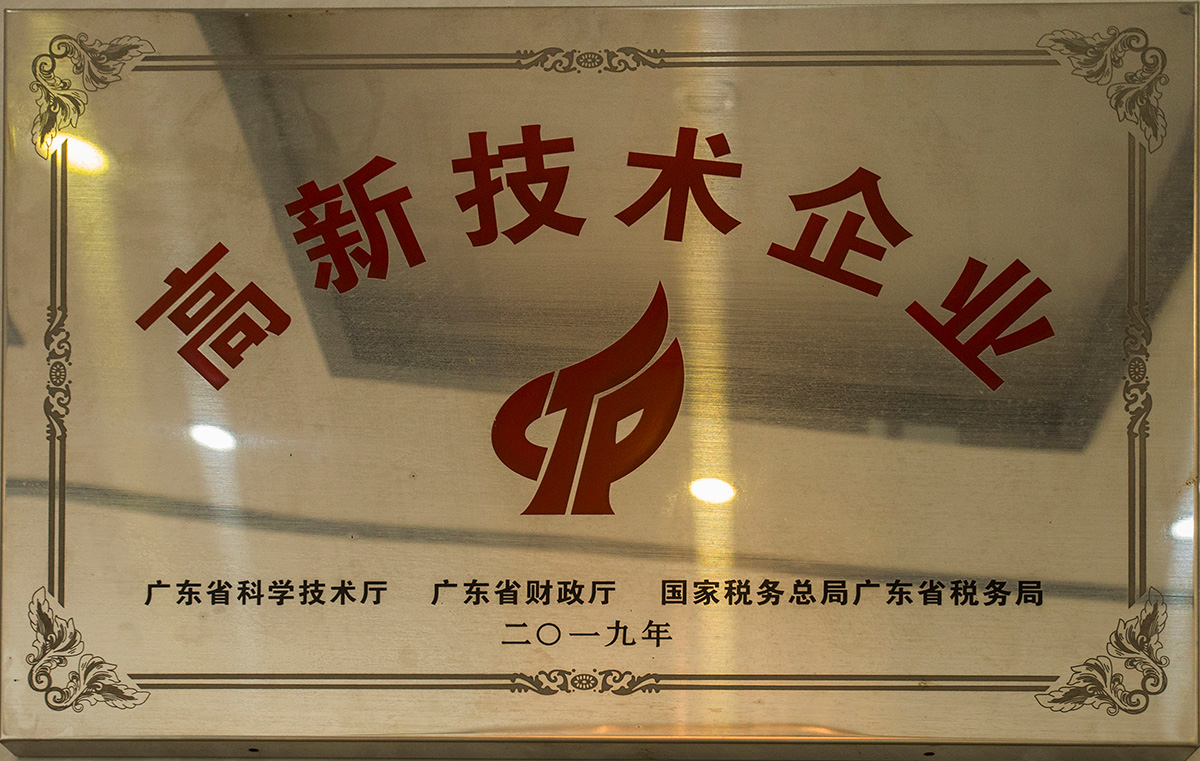 高新技术企业
广东省科学技术厅 广东省财政厅 国家税务总局广东省税务局
二〇一九年